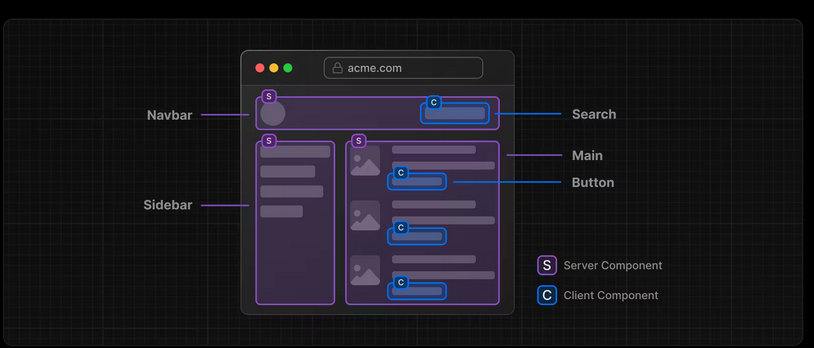 acme.com
S
C
Navbar
Search
S
S
Main
C
Button
Sidebar
C
S Server Component
C
C Client Component